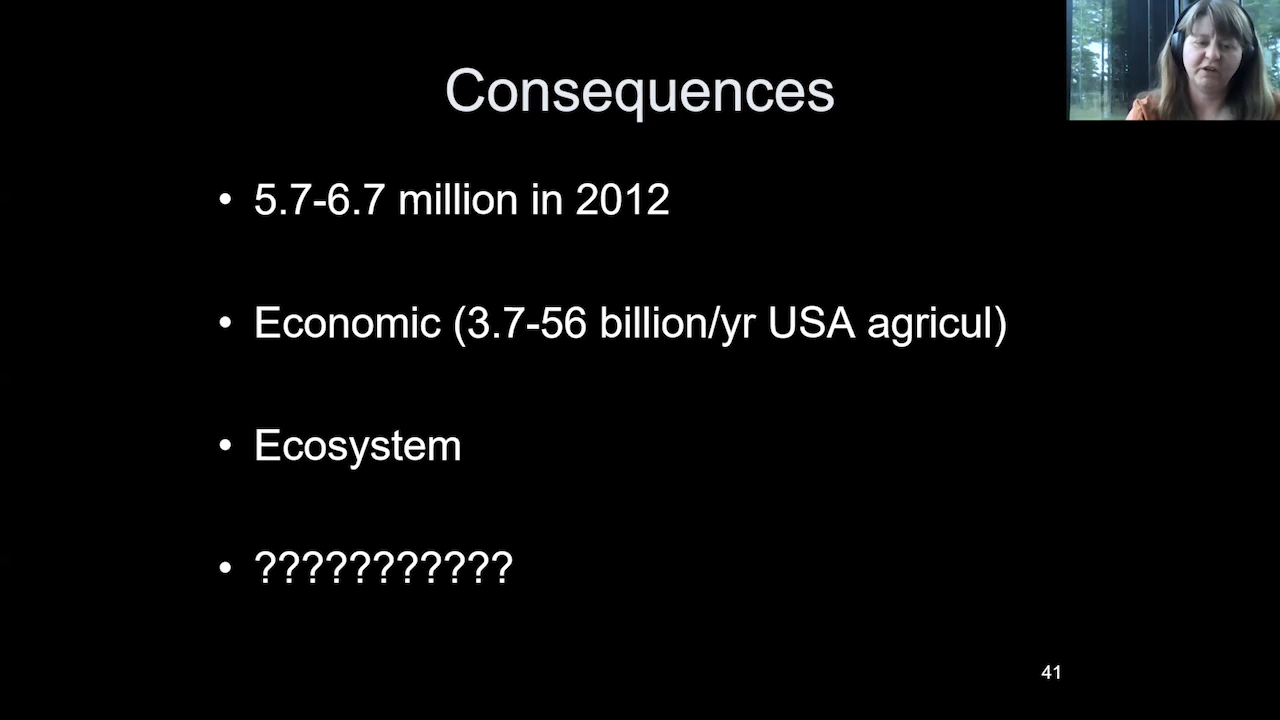 Consequences
• 5.7-6.7 million in 2012
• Economic (3.7-56 billion/yr USA agricul)
• Ecosystem
• ???????????
41